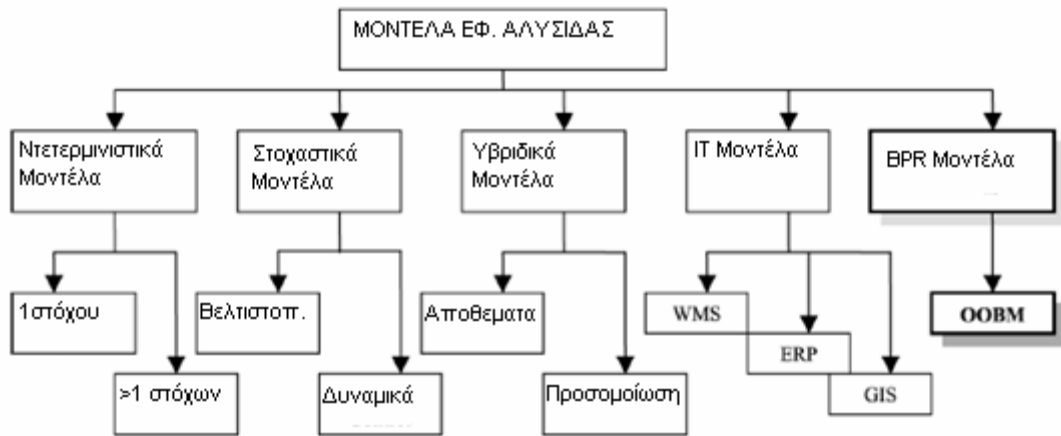 ΜΟΝΤΕΛΑ ΕΦ. ΑΛΥΣΙΔΑΣ
Ντετερμινιστικά
Μοντέλα
Στοχαστικά
Μοντέλα
Υβριδικά
Μοντέλα
IT Μοντέλα
BPR Μοντέλα
1στόχου
>1 στόχων
Βελτιστοπ.
Δυναμικά
Αποθεματα
Προσομοίωση
WMS
ERP
GIS
OOBM